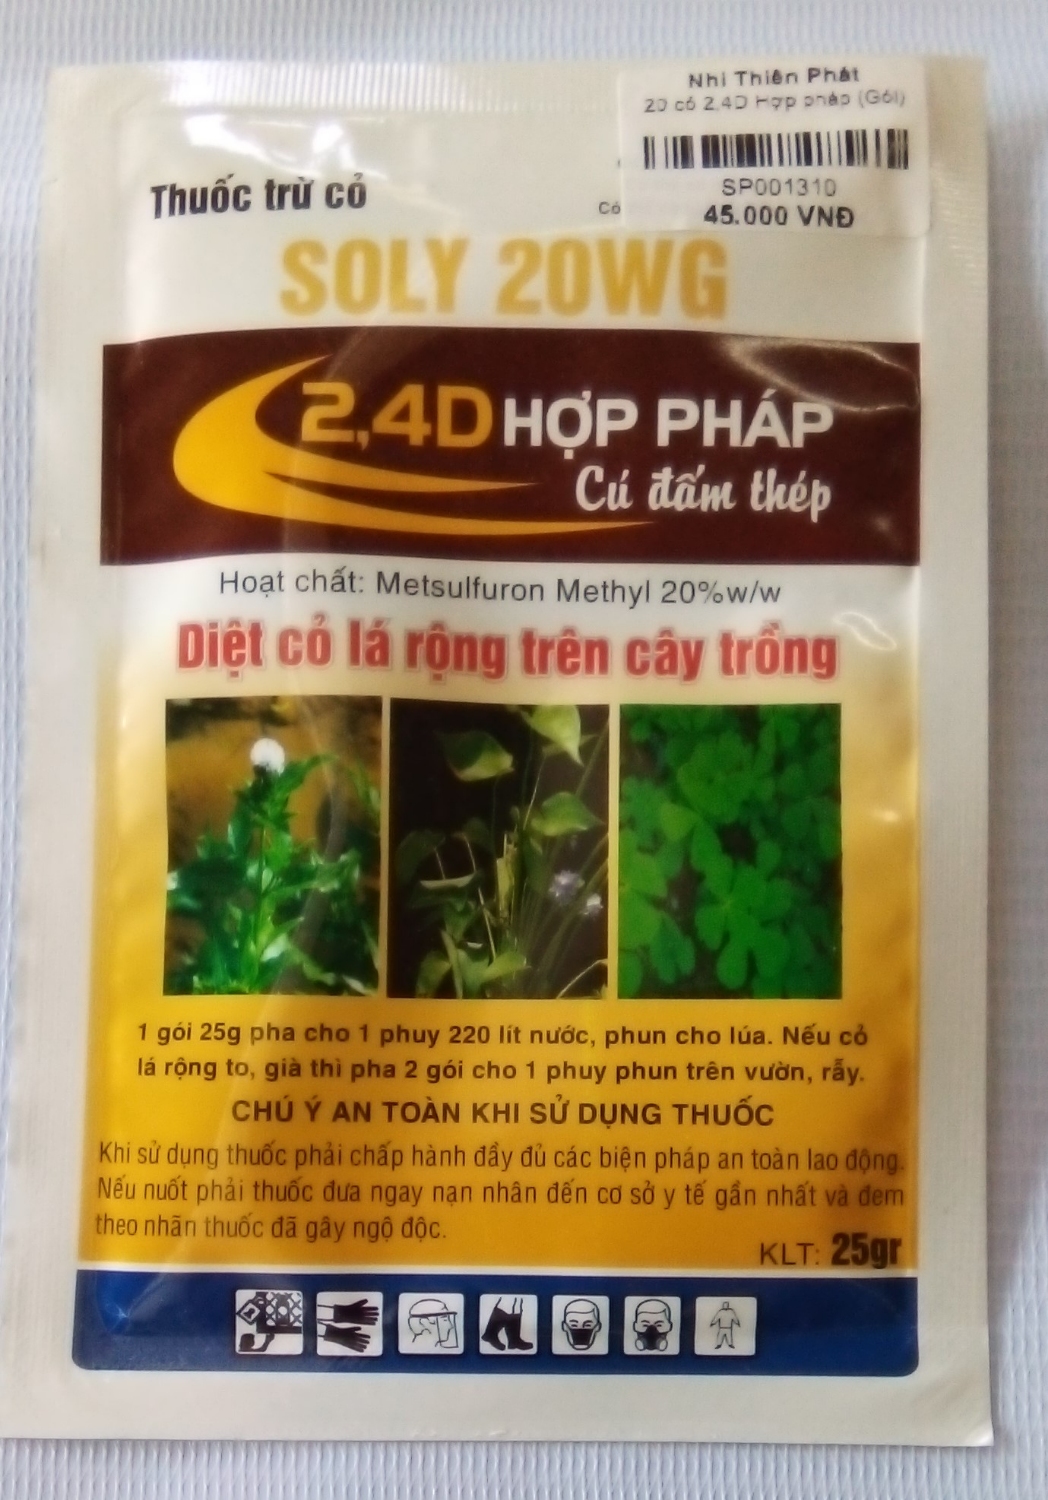 Nhi Thiên Phát
20 cỏ 2,4D Hợp pháp (Gói)
SP001310
45.000 VNĐ
Thuốc trừ cỏ
SOLY 20WG
2,4D HỢP PHÁP
Cú đấm thép
Hoạt chất: Metsulfuron Methyl 20%w/w
Diệt cỏ lá rộng trên cây trồng
1 gói 25g pha cho 1 phuy 220 lít nước, phun cho lúa. Nếu cỏ
lá rộng to, già thì pha 2 gói cho 1 phuy phun trên vườn, rẫy.
CHÚ Ý AN TOÀN KHI SỬ DỤNG THUỐC
Khi sử dụng thuốc phải chấp hành đầy đủ các biện pháp an toàn lao động.
Nếu nuốt phải thuốc đưa ngay nạn nhân đến cơ sở y tế gần nhất và đem
theo nhãn thuốc đã gây ngộ độc.
KLT: 25gr